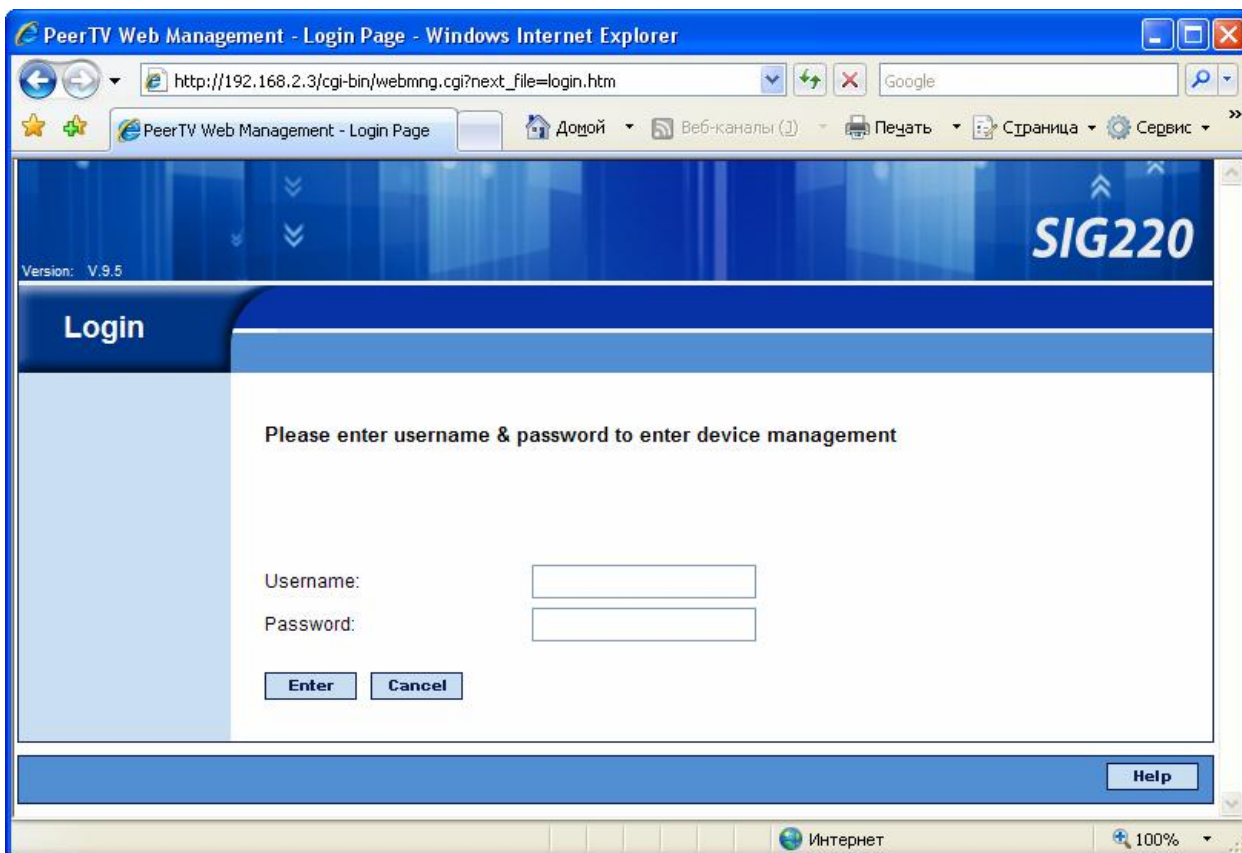 PeerTV Web Management - Login Page - Windows Internet Explorer
http://192.168.2.3/cgi-bin/webmng.cgi?next_file=login.htm
Google
PeerTV Web Management - Login Page
Домой
Веб-каналы (J)
Печать
Страница
Сервис
»
SIG220
Version: V.9.5
Login
Please enter username & password to enter device management
Username:
Password:
Enter
Cancel
Help
Интернет
100%